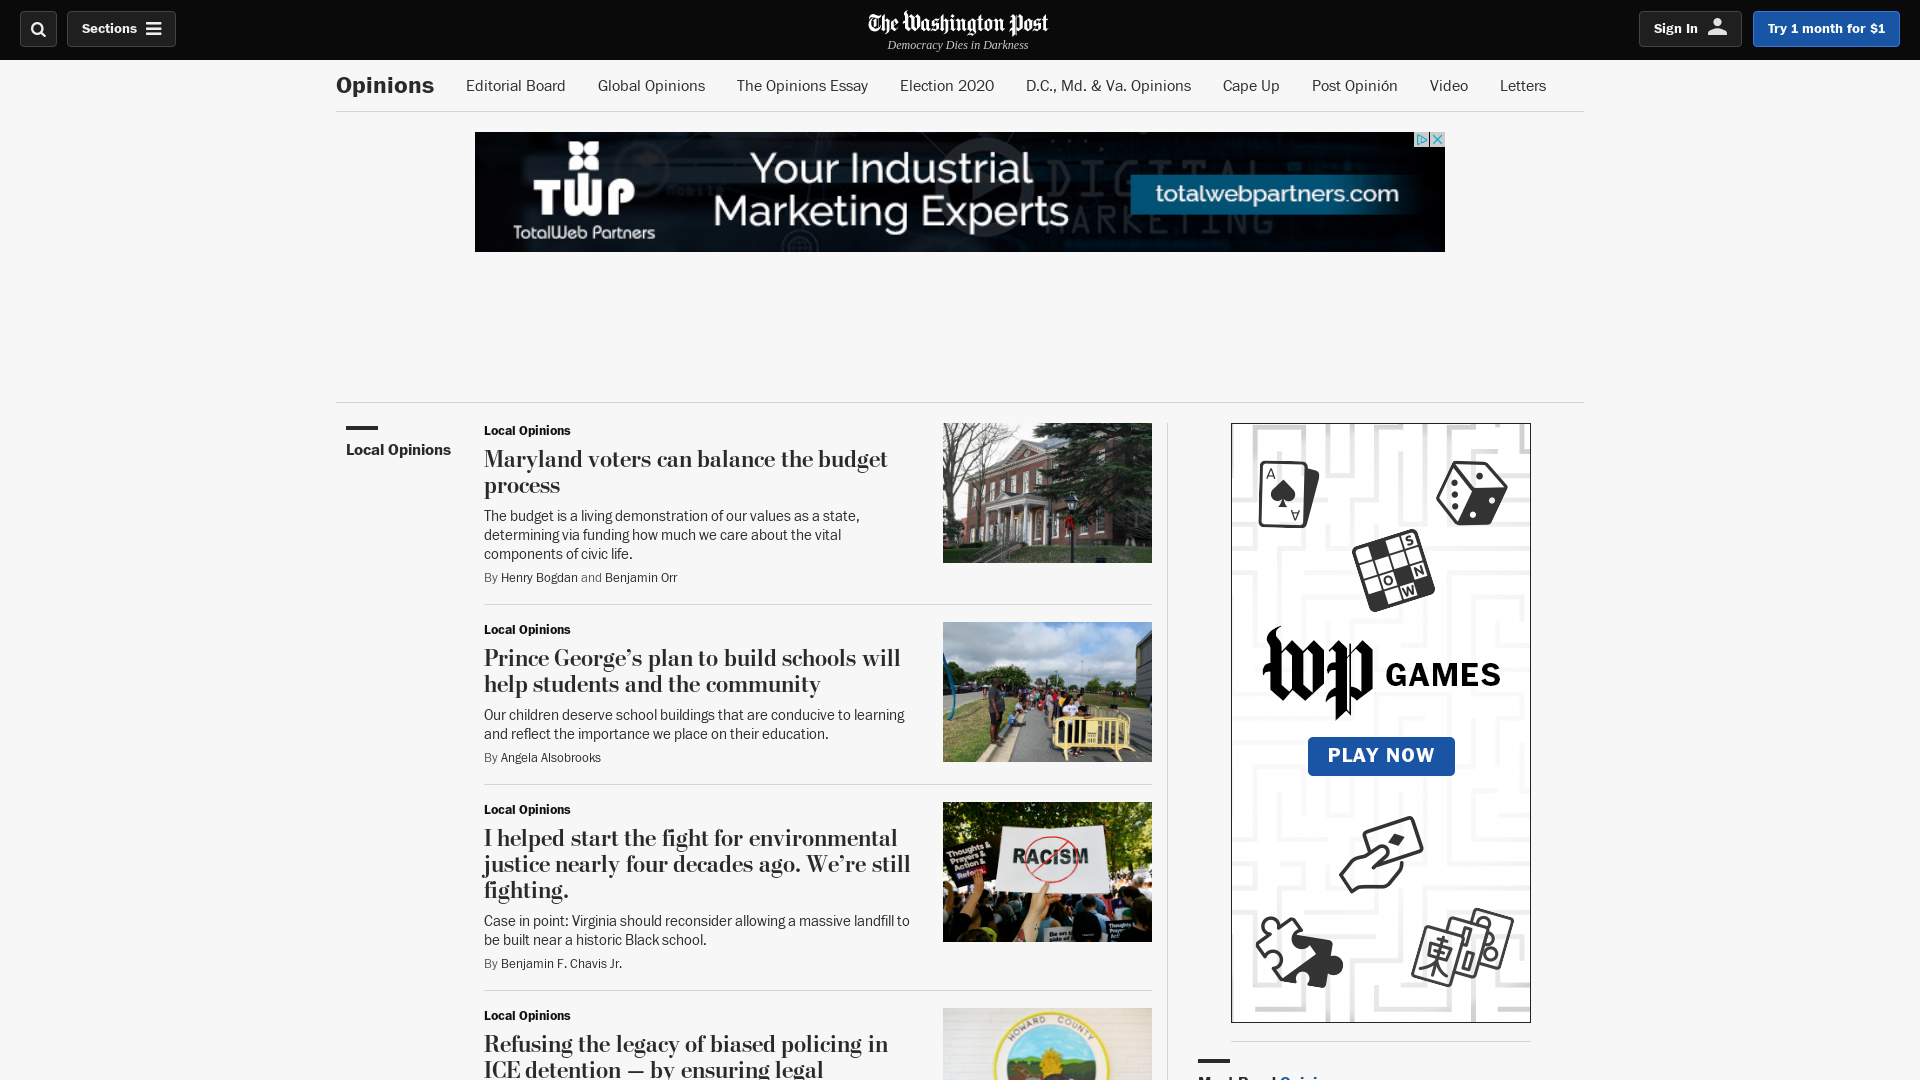 Sections
The Washington Post
Democracy Dies in Darkness
Sign In
Try 1 month for $1
Opinions
Editorial Board
Global Opinions
The Opinions Essay
Election 2020
D.C., Md. & Va. Opinions
Cape Up
Post Opinión
Video
Letters
TWP
TotalWeb Partners
Your Industrial
Marketing Experts
DIGITAL
MARKETING
totalwebpartners.com
Local Opinions
Local Opinions
Maryland voters can balance the budget
process
The budget is a living demonstration of our values as a state,
determining via funding how much we care about the vital
components of civic life.
By Henry Bogdan and Benjamin Orr
Local Opinions
Prince George’s plan to build schools will
help students and the community
Our children deserve school buildings that are conducive to learning
and reflect the importance we place on their education.
By Angela Alsobrooks
Local Opinions
I helped start the fight for environmental
justice nearly four decades ago. We’re still
fighting.
Case in point: Virginia should reconsider allowing a massive landfill to
be built near a historic Black school.
By Benjamin F. Chavis Jr.
Thoughts &
Prayers &
Action &
Reform.
RACISM
Local Opinions
Refusing the legacy of biased policing in
ICE detention — by ensuring legal
HOWARD COUNTY
A
A
S
O
W
N
wp GAMES
PLAY NOW
東
Most Read